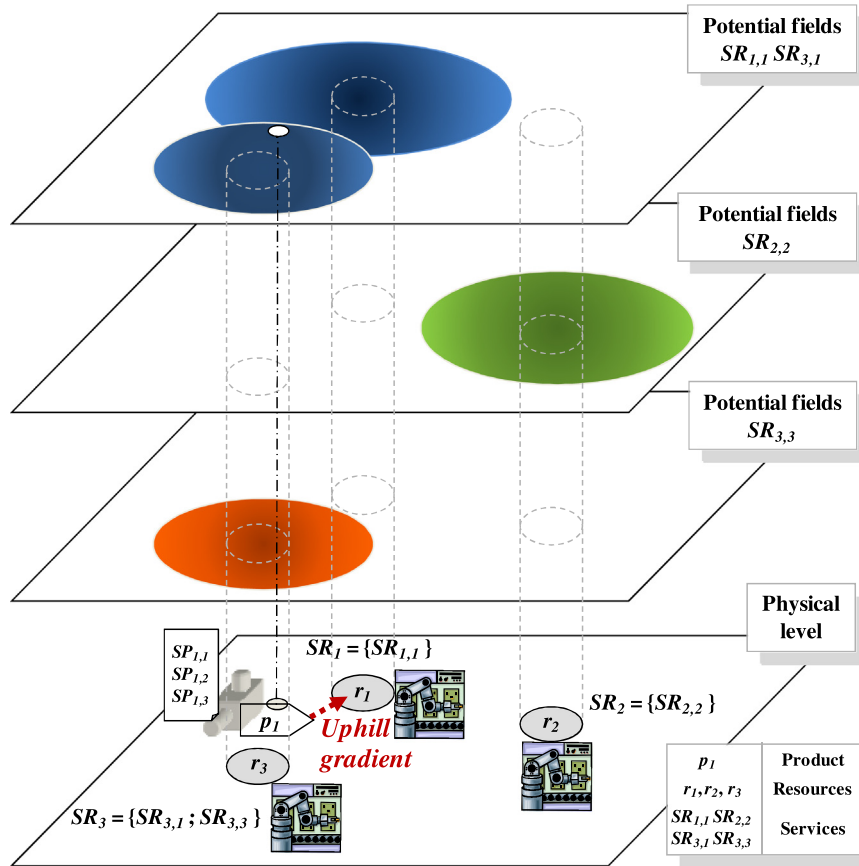 Potential fields
SR1,1 SR3,1
Potential fields
SR2,2
Potential fields
SR3,3
Physical
level
SP1,1
SP1,2
SP1,3
SR1 = {SR1,1 }
r1
p1
Uphill
gradient
SR2 = {SR2,2 }
r2
r3
SR3 = {SR3,1 ; SR3,3 }
p1 Product
r1, r2, r3 Resources
SR1,1 SR2,2
SR3,1 SR3,3 Services